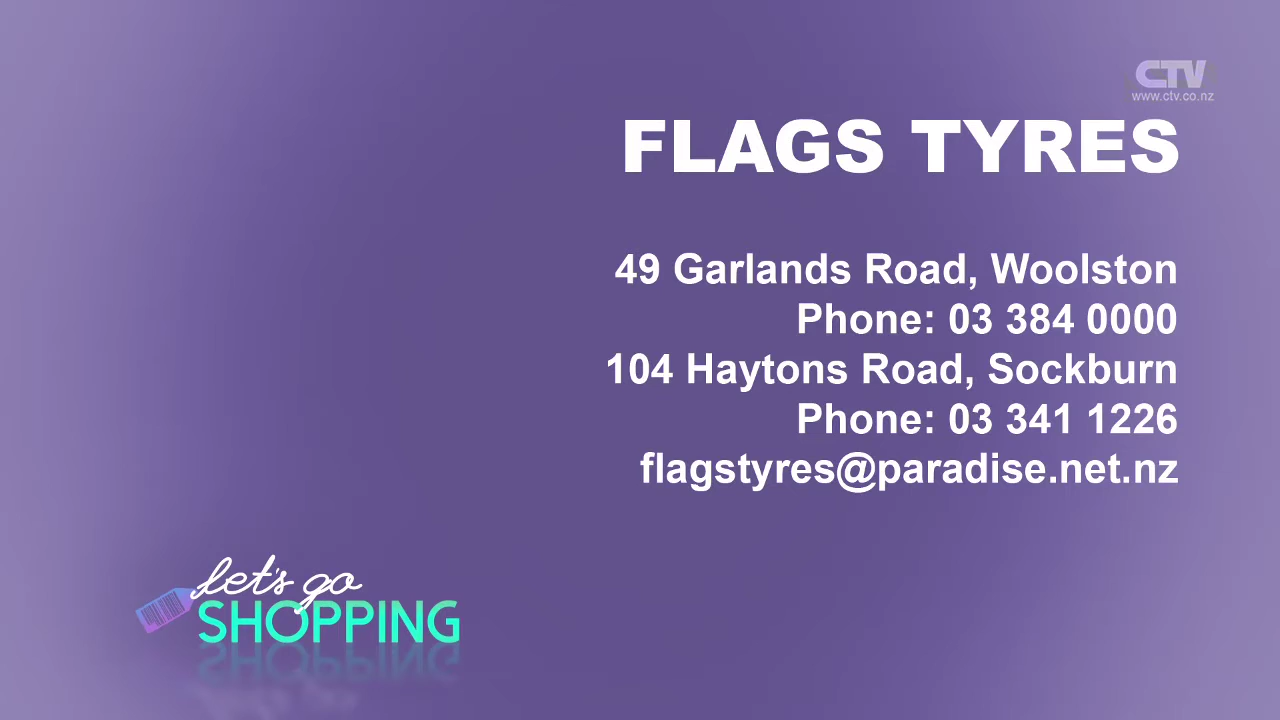 CTV
www.ctv.co.nz
FLAGS TYRES
49 Garlands Road, Woolston
Phone: 03 384 0000
104 Haytons Road, Sockburn
Phone: 03 341 1226
flagstyres@paradise.net.nz
let's go
SHOPPING